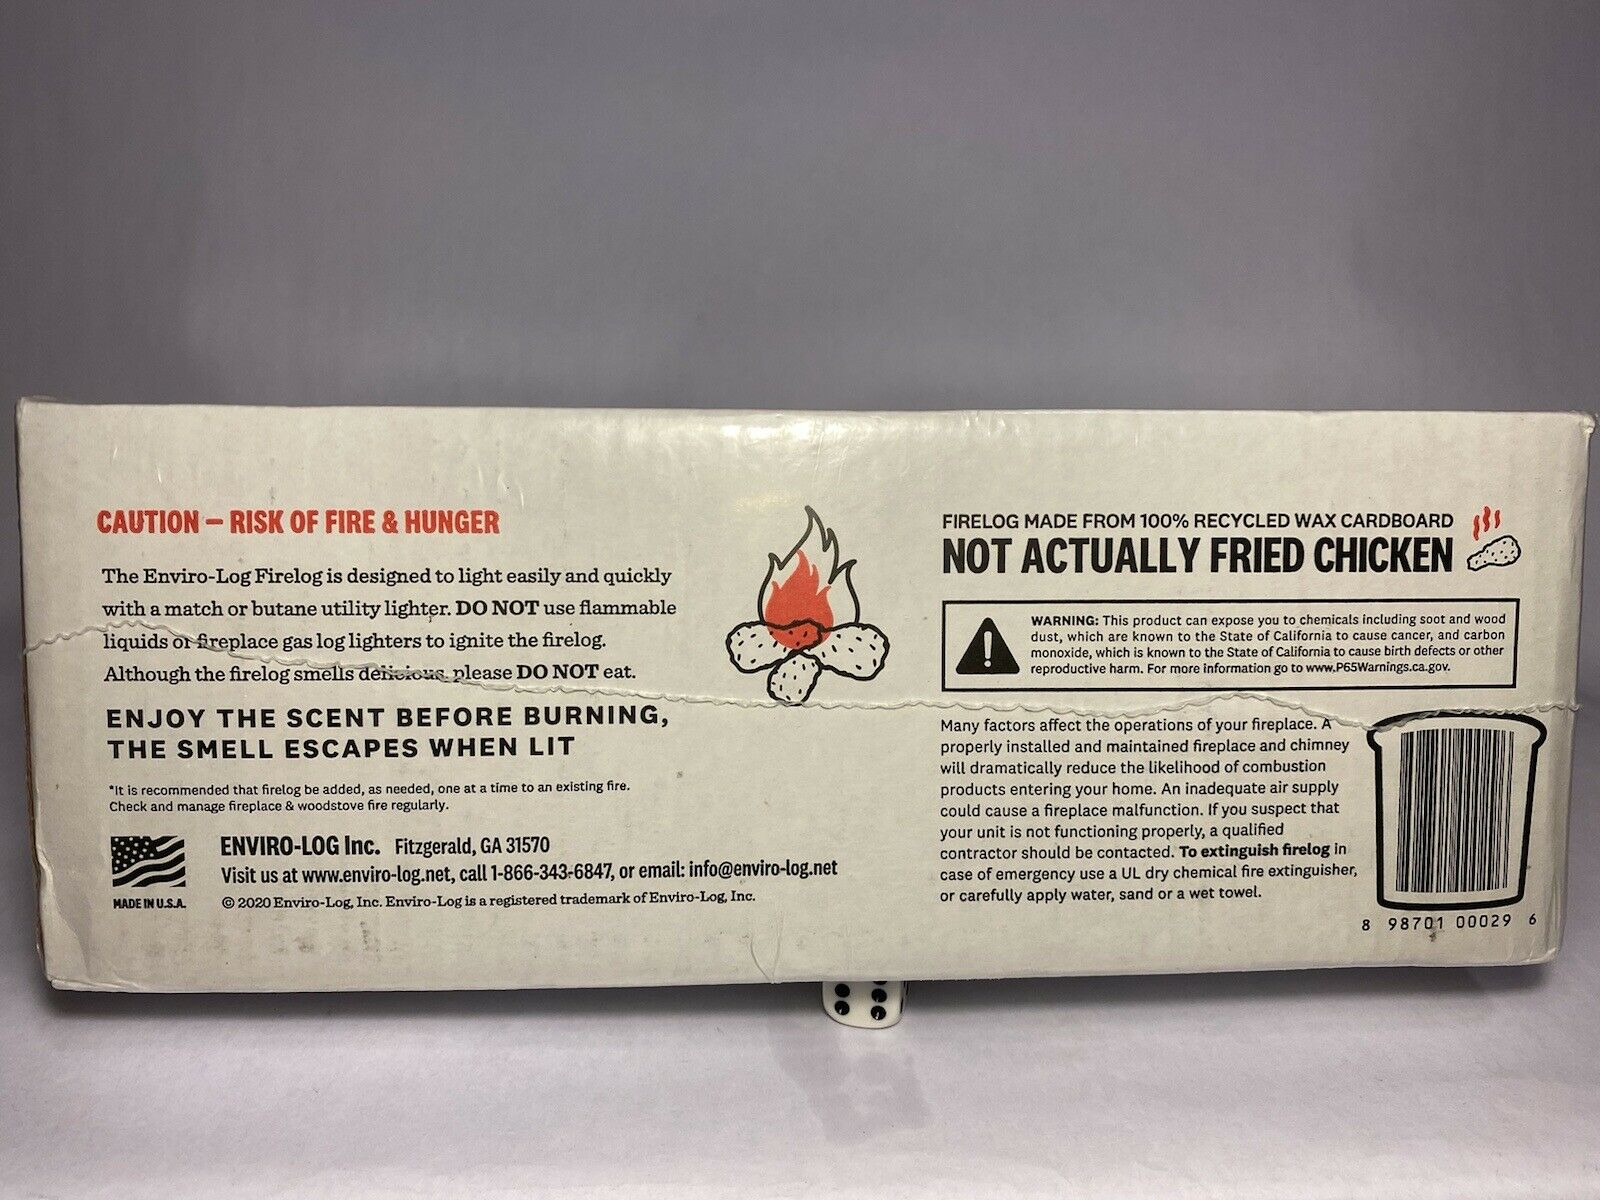 CAUTION – RISK OF FIRE & HUNGER
The Enviro-Log Firelog is designed to light easily and quickly
with a match or butane utility lighter. DO NOT use flammable
liquids or fireplace gas log lighters to ignite the firelog.
Although the firelog smells delicious, please DO NOT eat.
ENJOY THE SCENT BEFORE BURNING,
THE SMELL ESCAPES WHEN LIT
*It is recommended that firelog be added, as needed, one at a time to an existing fire.
Check and manage fireplace & woodstove fire regularly.
MADE IN U.S.A.
ENVIRO-LOG Inc. Fitzgerald, GA 31570
Visit us at www.enviro-log.net, call 1-866-343-6847, or email: info@enviro-log.net
© 2020 Enviro-Log, Inc. Enviro-Log is a registered trademark of Enviro-Log, Inc.
FIRELOG MADE FROM 100% RECYCLED WAX CARDBOARD
NOT ACTUALLY FRIED CHICKEN
WARNING: This product can expose you to chemicals including soot and wood
dust, which are known to the State of California to cause cancer, and carbon
monoxide, which is known to the State of California to cause birth defects or other
reproductive harm. For more information go to www.P65Warnings.ca.gov.
Many factors affect the operations of your fireplace. A
properly installed and maintained fireplace and chimney
will dramatically reduce the likelihood of combustion
products entering your home. An inadequate air supply
could cause a fireplace malfunction. If you suspect that
your unit is not functioning properly, a qualified
contractor should be contacted. To extinguish firelog in
case of emergency use a UL dry chemical fire extinguisher,
or carefully apply water, sand or a wet towel.
8 98701 00029 6